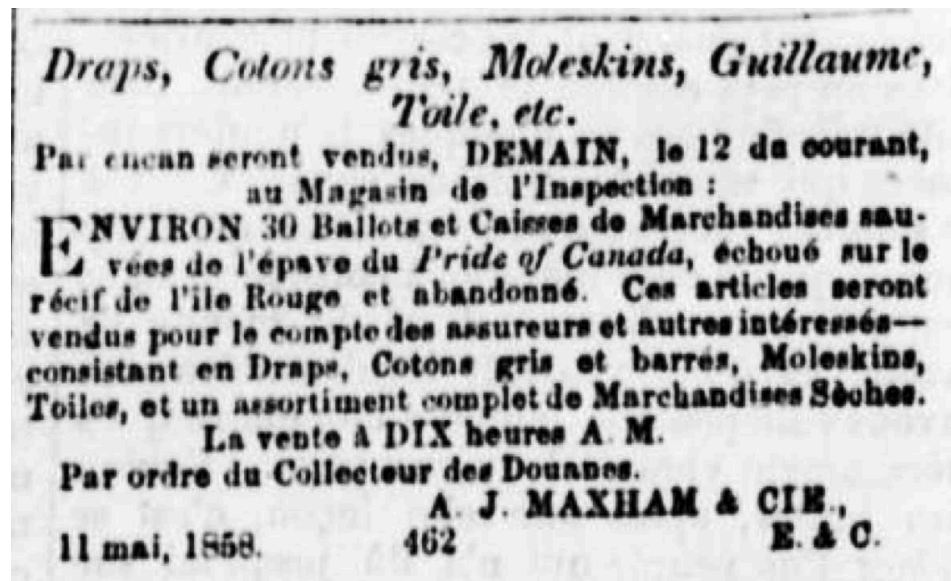 Draps, Cotons gris, Moleskins, Guillaume,
Toile, etc.
Par encan seront vendus, DEMAIN, le 12 du courant,
au Magasin de l'Inspection :
ENVIRON 30 Ballots et Caisses de Marchandises sau-
vées de l'épave du Pride of Canada, échoué sur le
récif de l'ile Rouge et abandonné. Ces articles seront
vendus pour le compte des assureurs et autres intéressés—
consistant en Draps, Cotons gris et barrés, Moleskins,
Toiles, et un assortiment complet de Marchandises Sèches.
La vente à DIX heures A. M.
Par ordre du Collecteur des Douanes.
A. J. MAXHAM & CIE.,
11 mai, 1858. 462 E. & C.